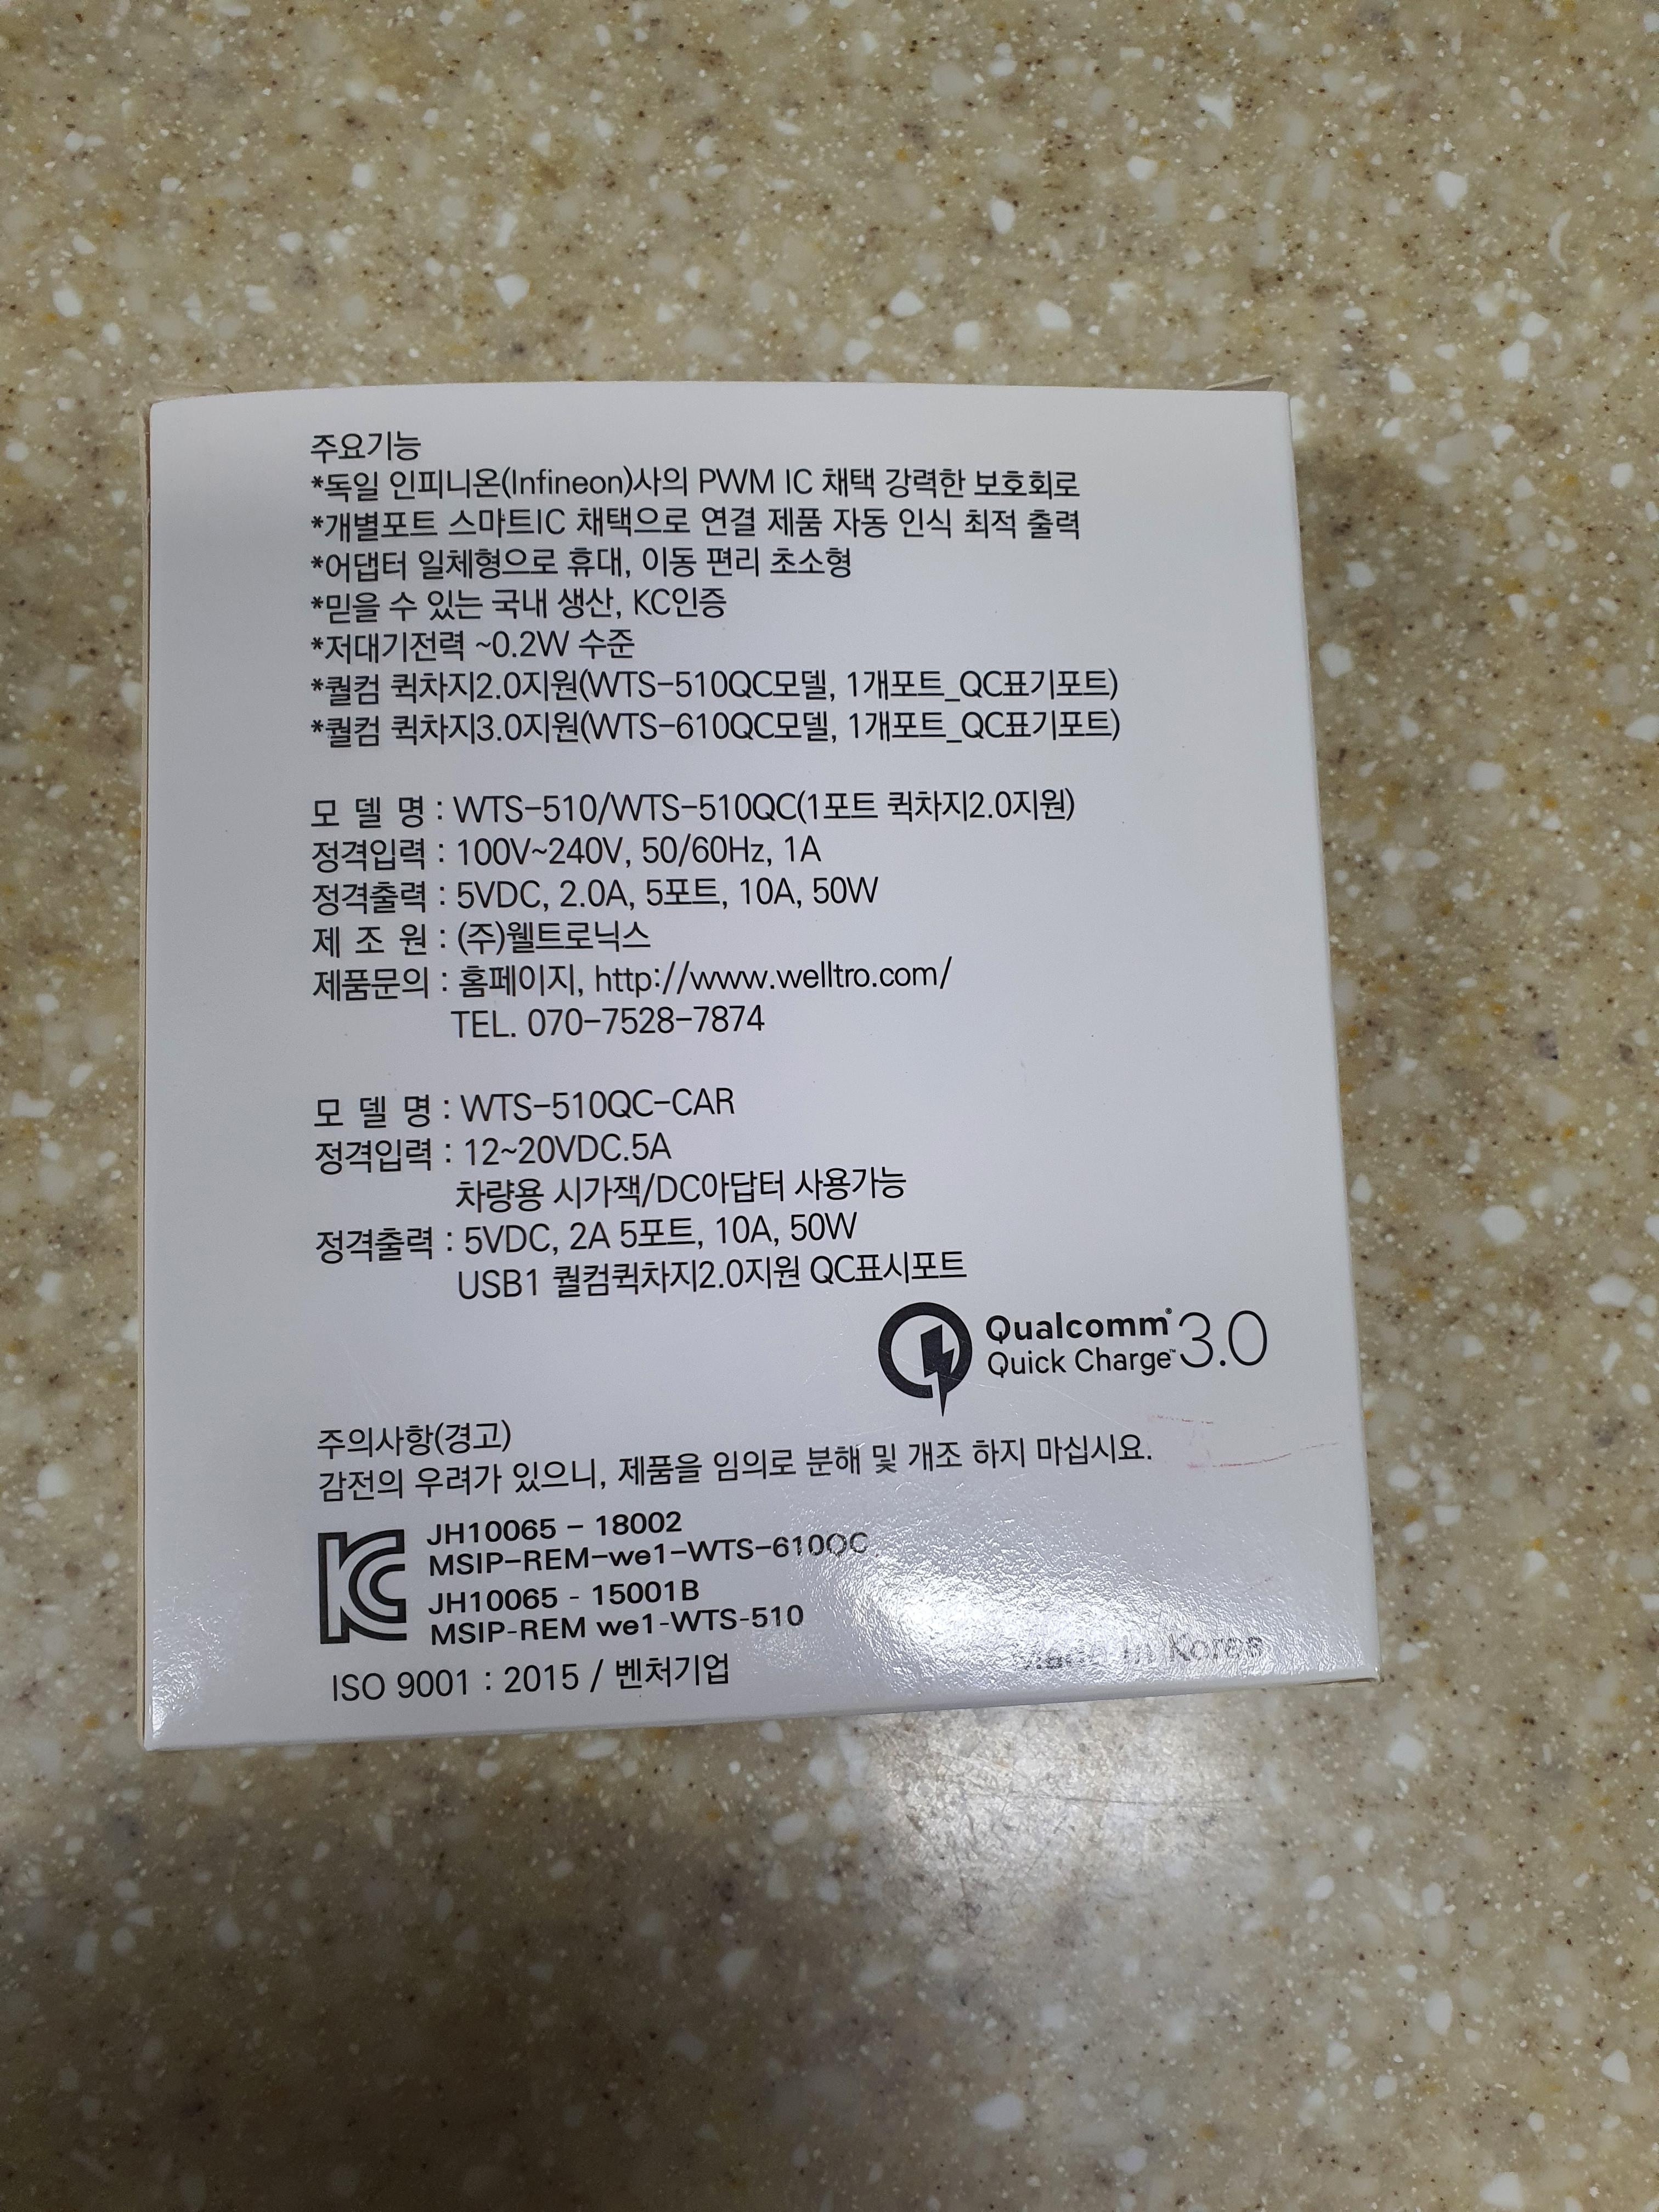 주요기능
*독일 인피니온(Infineon)사의 PWM IC 채택 강력한 보호회로
*개별포트 스마트IC 채택으로 연결 제품 자동 인식 최적 출력
*어댑터 일체형으로 휴대, 이동 편리 초소형
*믿을 수 있는 국내 생산, KC인증
*저대기전력 ~0.2W 수준
*퀄컴 퀵차지2.0지원(WTS-510QC모델, 1개포트_QC표기포트)
*퀄컴 퀵차지3.0지원(WTS-610QC모델, 1개포트_QC표기포트)
모 델 명 : WTS-510/WTS-510QC(1포트 퀵차지2.0지원)
정격입력 : 100V~240V, 50/60Hz, 1A
정격출력 : 5VDC, 2.0A, 5포트, 10A, 50W
제 조 원 : (주)웰트로닉스
제품문의 : 홈페이지, http://www.welltro.com/
TEL. 070-7528-7874
모 델 명 : WTS-510QC-CAR
정격입력 : 12~20VDC.5A
차량용 시가잭/DC아답터 사용가능
정격출력 : 5VDC, 2A 5포트, 10A, 50W
USB1 퀄컴퀵차지2.0지원 QC표시포트
Qualcomm® 3.0
Quick Charge™
주의사항(경고)
감전의 우려가 있으니, 제품을 임의로 분해 및 개조 하지 마십시요.
JH10065 - 18002
MSIP-REM-we1-WTS-610QC
JH10065 - 15001B
MSIP-REM we1-WTS-510
ISO 9001 : 2015 / 벤처기업
Made in Korea